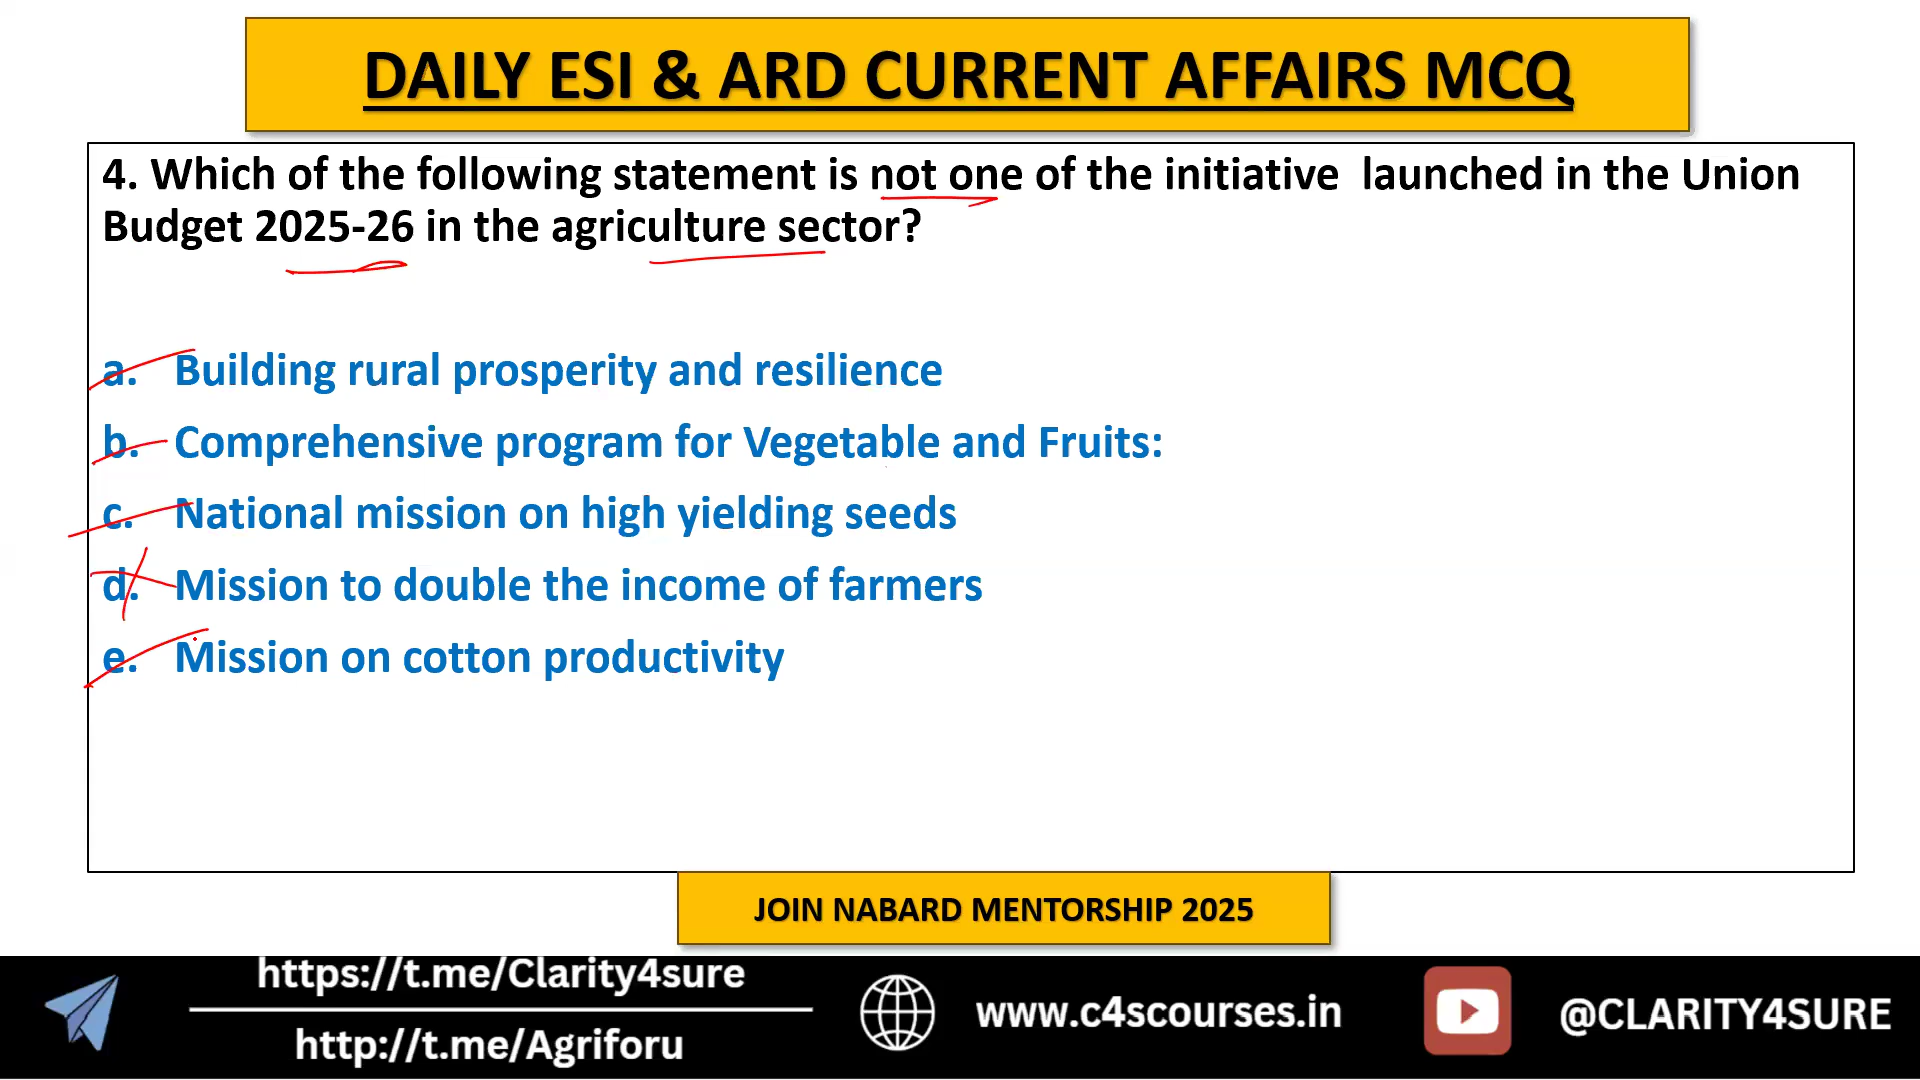 DAILY ESI & ARD CURRENT AFFAIRS MCQ
4. Which of the following statement is not one of the initiative launched in the Union
Budget 2025-26 in the agriculture sector?
a. Building rural prosperity and resilience
b. Comprehensive program for Vegetable and Fruits:
c. National mission on high yielding seeds
d. Mission to double the income of farmers
e. Mission on cotton productivity
JOIN NABARD MENTORSHIP 2025
https://t.me/Clarity4sure
http://t.me/Agriforu
www.c4scourses.in
@CLARITY4SURE